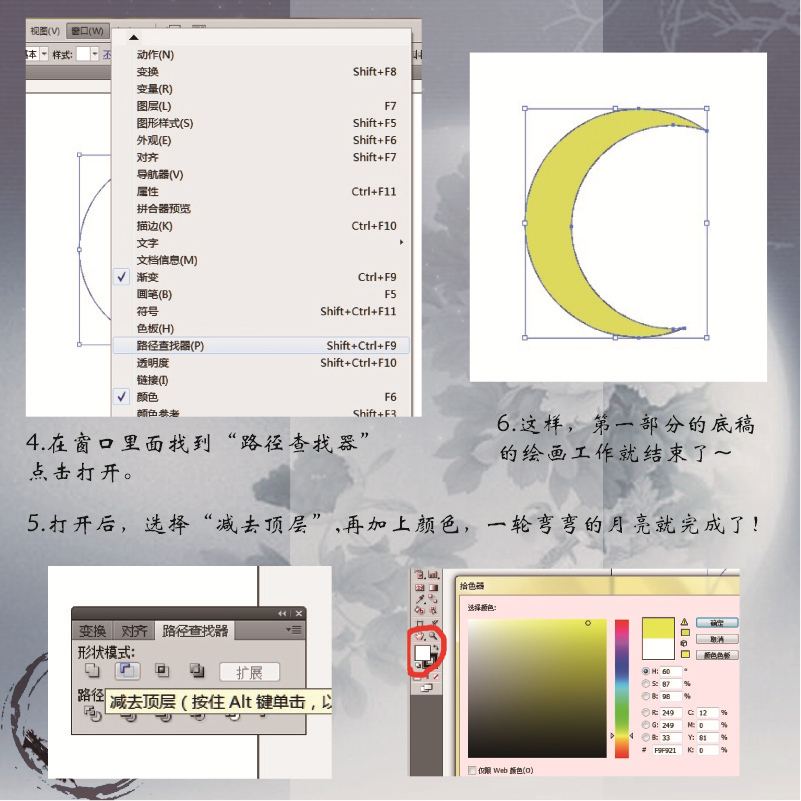 视图(V) 窗口(W)
样式:
动作(N)
变换 Shift+F8
变量(R)
图层(L) F7
图形样式(S) Shift+F5
外观(E) Shift+F6
对齐 Shift+F7
导航器(V)
属性 Ctrl+F11
拼合器预览
描边(K) Ctrl+F10
文字
文档信息(M)
渐变 Ctrl+F9
画笔(B) F5
符号 Shift+Ctrl+F11
色板(H)
路径查找器(P) Shift+Ctrl+F9
透明度 Shift+Ctrl+F10
链接(I)
颜色 F6
颜色参考 Shift+F3
4.在窗口里面找到“路径查找器”
点击打开。
6.这样，第一部分的底稿
的绘画工作就结束了～
5.打开后，选择“减去顶层”,再加上颜色，一轮弯弯的月亮就完成了！
变换 对齐 路径查找器
形状模式:
扩展
路径
减去顶层（按住 Alt 键单击，以
拾色器
选择颜色:
确定
取消
颜色色板
H: 60 °
S: 87 %
B: 98 %
R: 249 C: 12 %
G: 249 M: 0 %
B: 33 Y: 81 %
# F9F921 K: 0 %
仅限 Web 颜色(O)